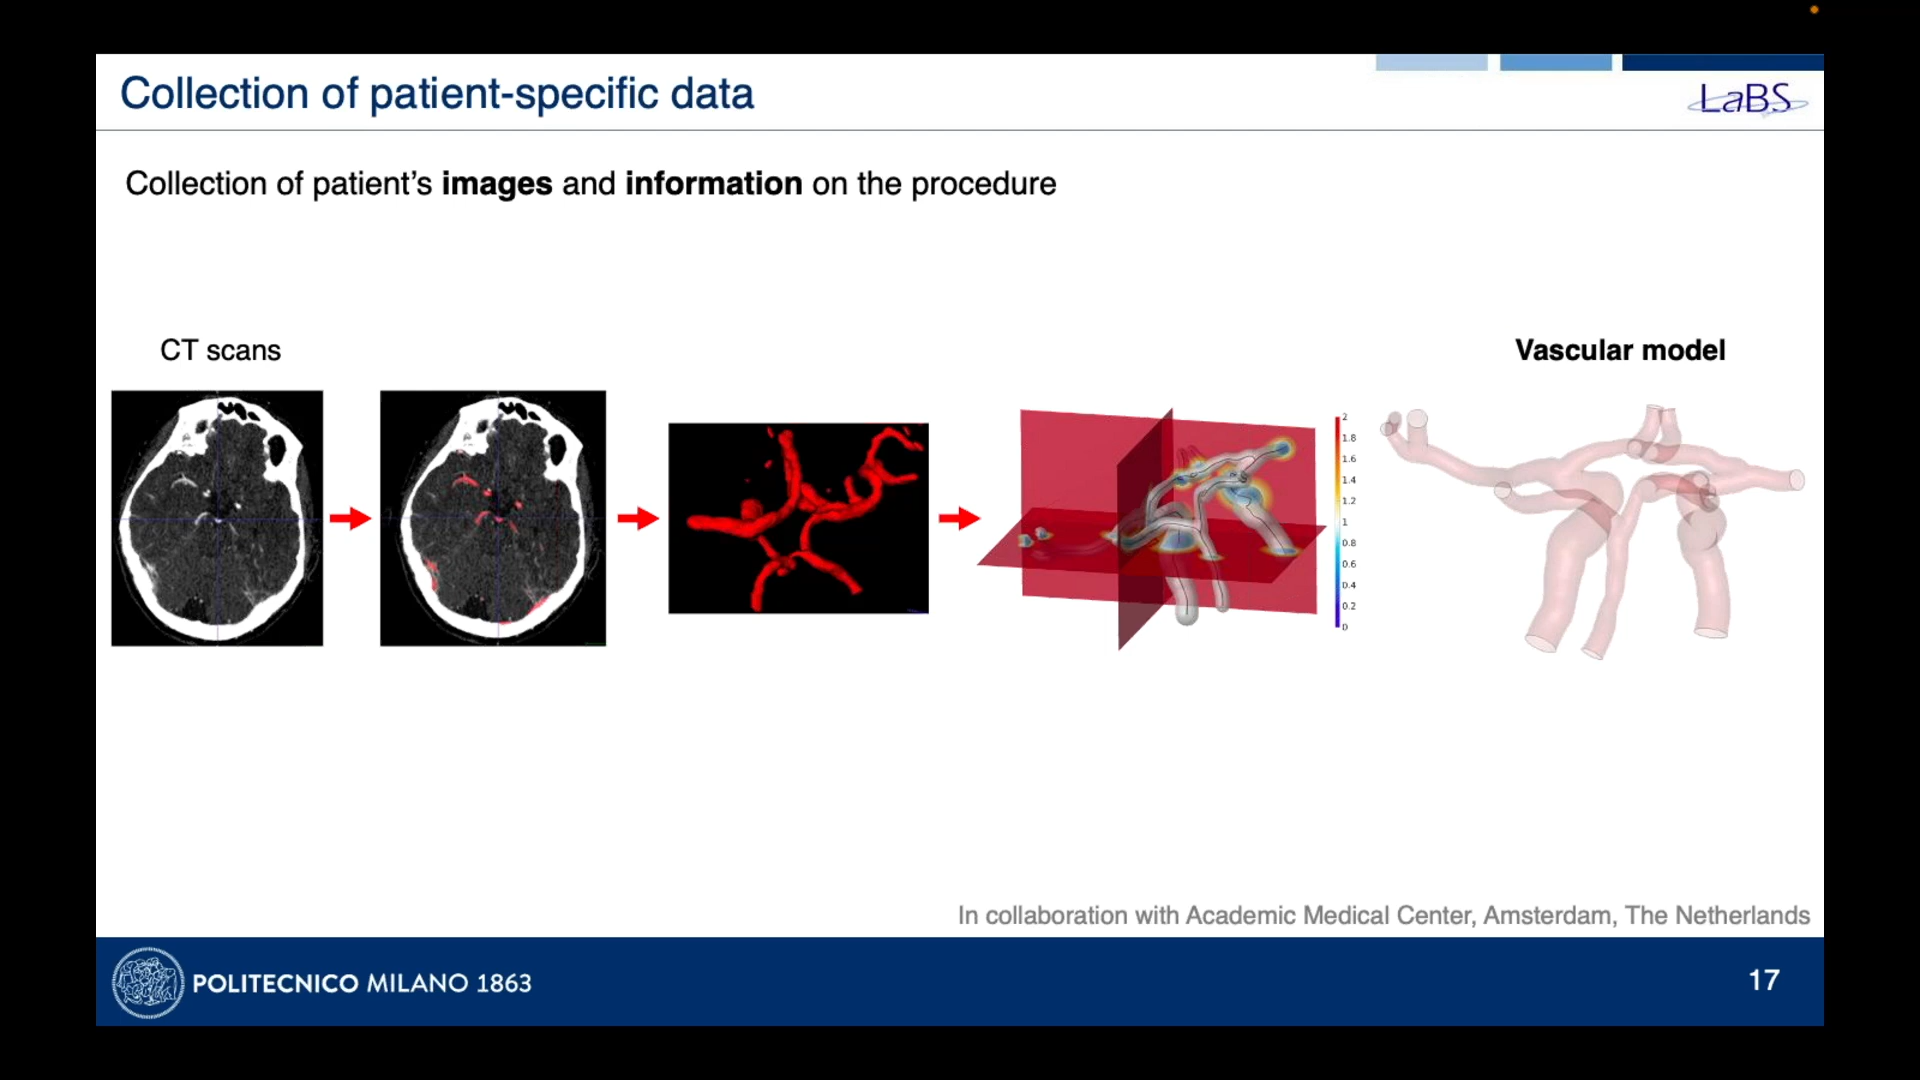 Collection of patient-specific data
LaBS
Collection of patient's images and information on the procedure
CT scans
Vascular model
2
1.8
1.6
1.4
1.2
1
0.8
0.6
0.4
0.2
0
In collaboration with Academic Medical Center, Amsterdam, The Netherlands
POLITECNICO MILANO 1863
17